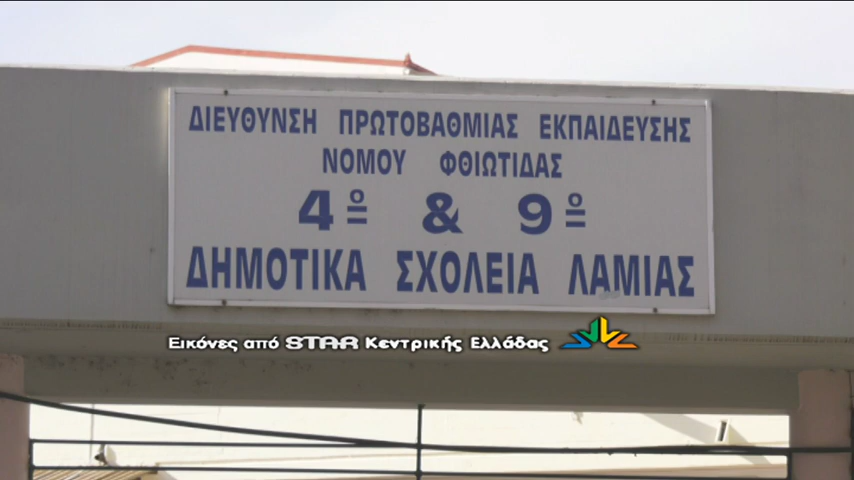 ΔΙΕΥΘΥΝΣΗ ΠΡΩΤΟΒΑΘΜΙΑΣ ΕΚΠΑΙΔΕΥΣΗΣ
ΝΟΜΟΥ ΦΘΙΩΤΙΔΑΣ
4º & 9º
ΔΗΜΟΤΙΚΑ ΣΧΟΛΕΙΑ ΛΑΜΙΑΣ
Εικόνες από STAR Κεντρικής Ελλάδας